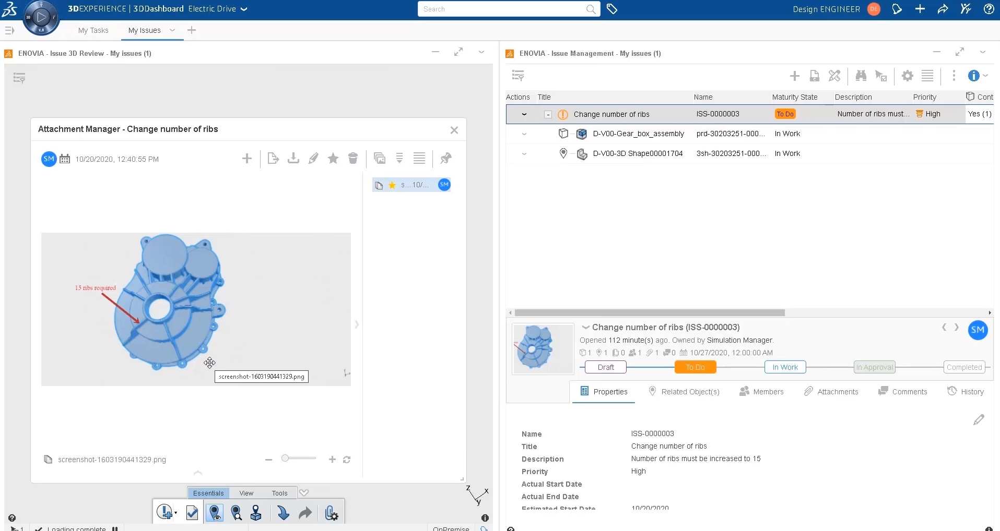 3DEXPERIENCE | 3DDashboard Electric Drive
Search
Design ENGINEER DE
3D V.R
My Tasks
My Issues
ENOVIA - Issue 3D Review - My issues (1)
Attachment Manager - Change number of ribs
SM 10/20/2020, 12:40:55 PM
s... 10/... SM
15 ribs required
screenshot-1603190441329.png
screenshot-1603190441329.png
Essentials View Tools
z x
y
1 Loading complete OnPremise
ENOVIA - Issue Management - My issues (1)
Actions Title Name Maturity State Description Priority Cont
Change number of ribs ISS-0000003 To Do Number of ribs must... High Yes (1)
D-V00-Gear_box_assembly prd-30203251-000... In Work
D-V00-3D Shape00001704 3sh-30203251-000... In Work
Change number of ribs (ISS-0000003) SM
Opened 112 minute(s) ago. Owned by Simulation Manager.
1 1 0 1 1 0 10/27/2020, 12:00:00 AM
Draft To Do In Work In Approval Completed
Properties Related Object(s) Members Attachments Comments History
Name ISS-0000003
Title Change number of ribs
Description Number of ribs must be increased to 15
Priority High
Actual Start Date
Actual End Date
Estimated Start Date 10/20/2020